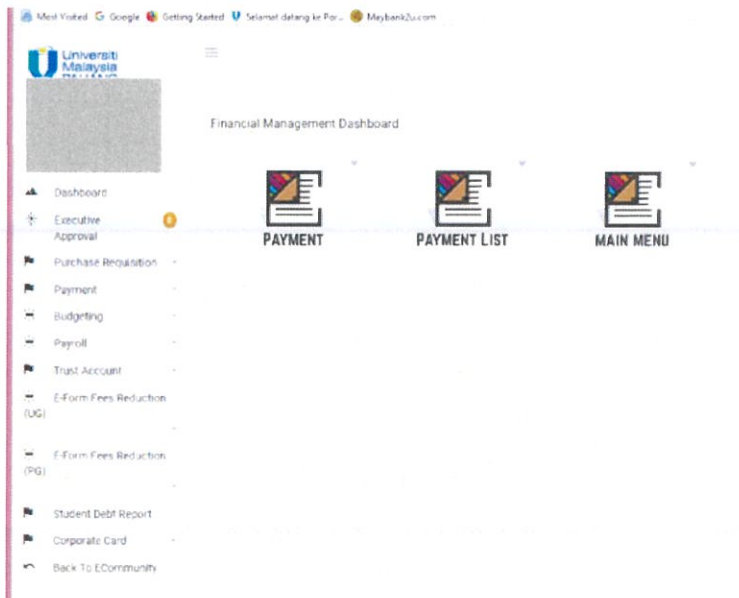 Most Visited Google Getting Started Selamat datang ke Por... Maybank2u.com
Universiti
Malaysia
PAHANG
Financial Management Dashboard
Dashboard
Executive
Approval
Purchase Requisition
Payment
Budgeting
Payroll
Trust Account
E-Form Fees Reduction
(UG)
E-Form Fees Reduction
(PG)
Student Debt Report
Corporate Card
Back To ECommunity
PAYMENT
PAYMENT LIST
MAIN MENU